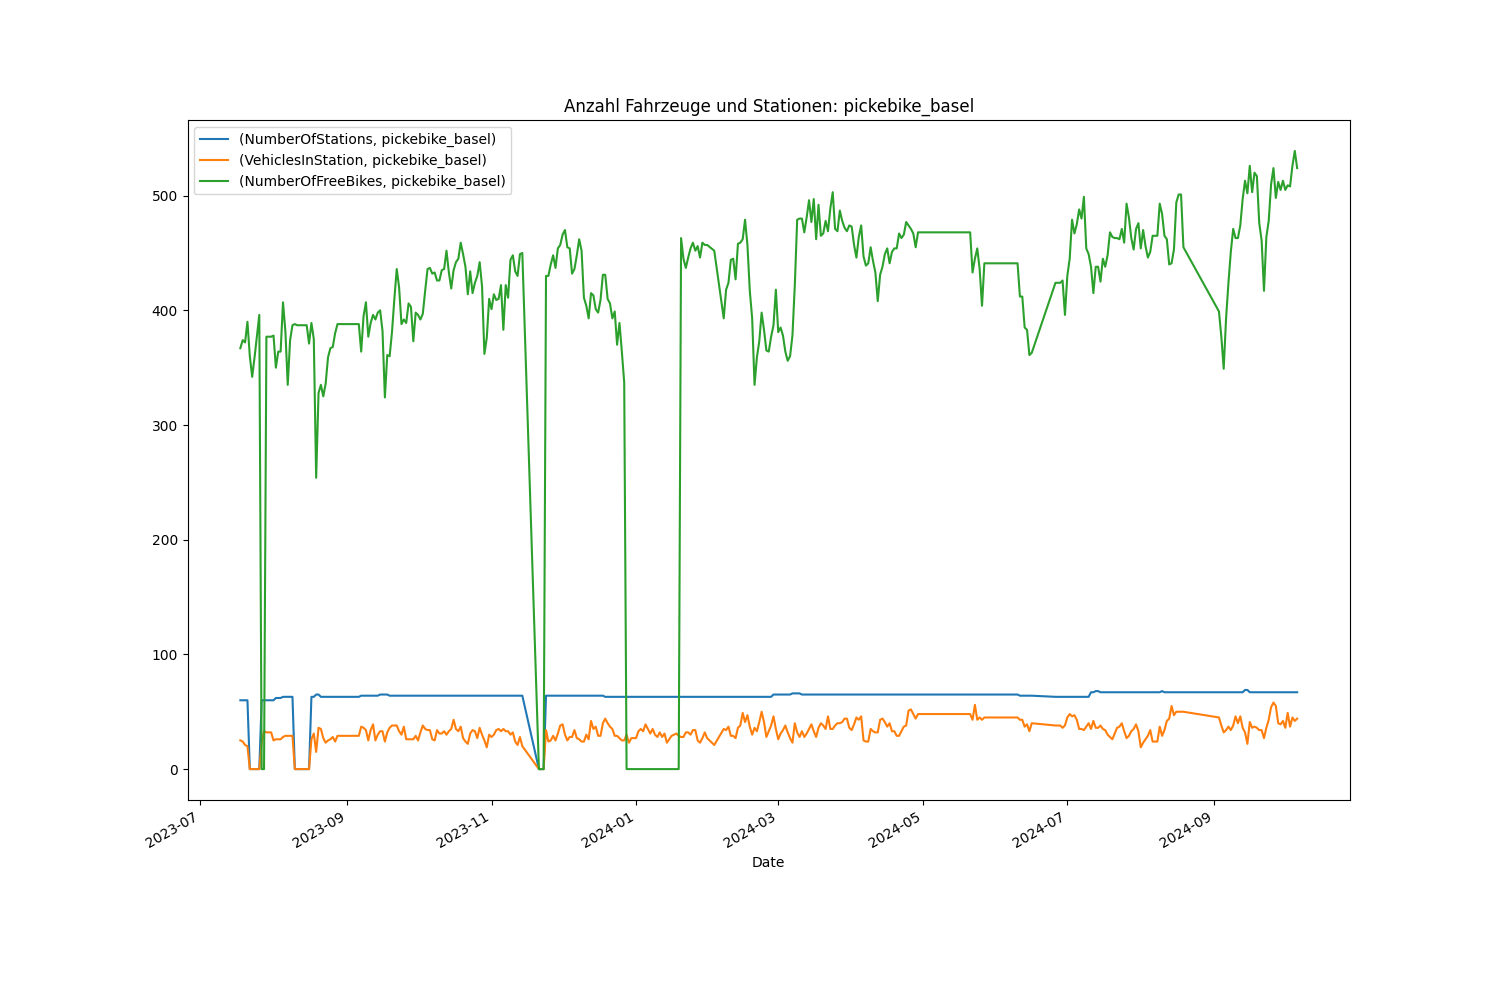 Anzahl Fahrzeuge und Stationen: pickebike_basel
(NumberOfStations, pickebike_basel)
(VehiclesInStation, pickebike_basel)
(NumberOfFreeBikes, pickebike_basel)
500
400
300
200
100
0
2023-07
2023-09
2023-11
2024-01
2024-03
2024-05
2024-07
2024-09
Date